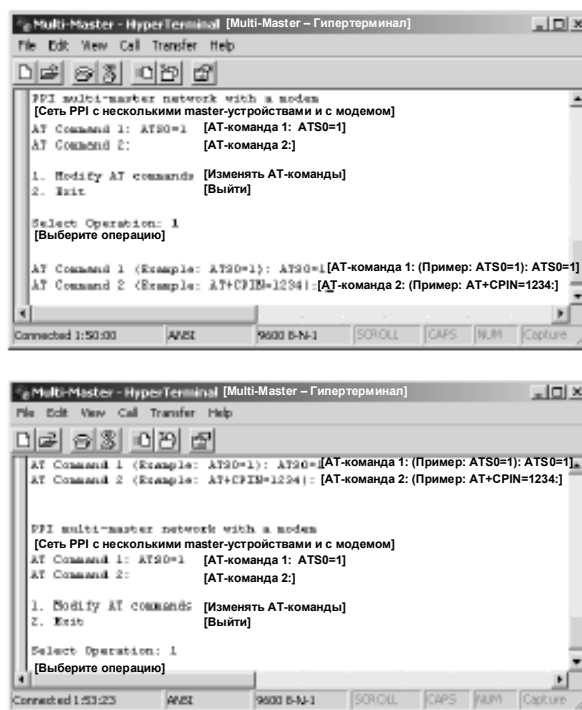 Multi-Master - HyperTerminal [Multi-Master – Гипертерминал]
File Edit View Call Transfer Help
PPI multi-master network with a modem
[Сеть PPI с несколькими master-устройствами и с модемом]
AT Command 1: ATS0=1 [AT-команда 1: ATS0=1]
AT Command 2: [AT-команда 2:]
1. Modify AT commands [Изменять AT-команды]
2. Exit [Выйти]
Select Operation: 1
[Выберите операцию]
AT Command 1 (Example: ATS0=1): ATS0=1 [AT-команда 1: (Пример: ATS0=1): ATS0=1]
AT Command 2 (Example: AT+CPIN=1234): [AT-команда 2: (Пример: AT+CPIN=1234:]
Connected 1:50:00 ANSI 9600 8-N-1 SCROLL CAPS NUM Capture
Multi-Master - HyperTerminal [Multi-Master – Гипертерминал]
File Edit View Call Transfer Help
AT Command 1 (Example: ATS0=1): ATS0=1 [AT-команда 1: (Пример: ATS0=1): ATS0=1]
AT Command 2 (Example: AT+CPIN=1234): [AT-команда 2: (Пример: AT+CPIN=1234:]
PPI multi-master network with a modem
[Сеть PPI с несколькими master-устройствами и с модемом]
AT Command 1: ATS0=1 [AT-команда 1: ATS0=1]
AT Command 2: [AT-команда 2:]
1. Modify AT commands [Изменять AT-команды]
2. Exit [Выйти]
Select Operation: 1
[Выберите операцию]
Connected 1:53:23 ANSI 9600 8-N-1 SCROLL CAPS NUM Capture